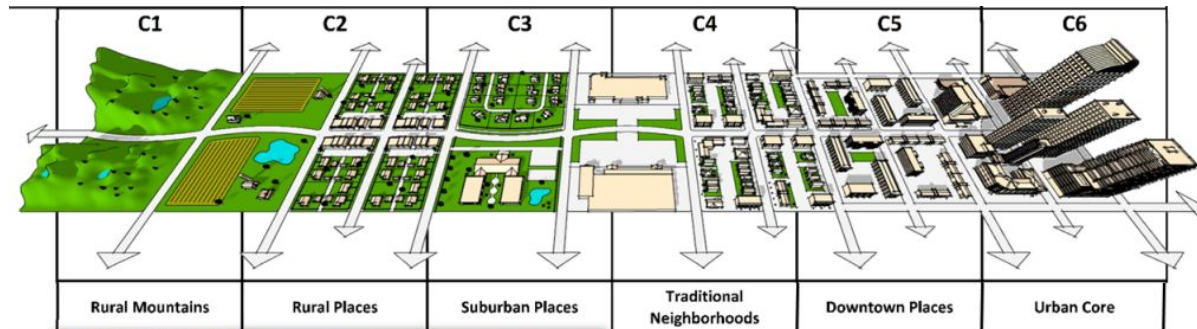 C1
C2
C3
C4
C5
C6
Rural Mountains
Rural Places
Suburban Places
Traditional
Neighborhoods
Downtown Places
Urban Core